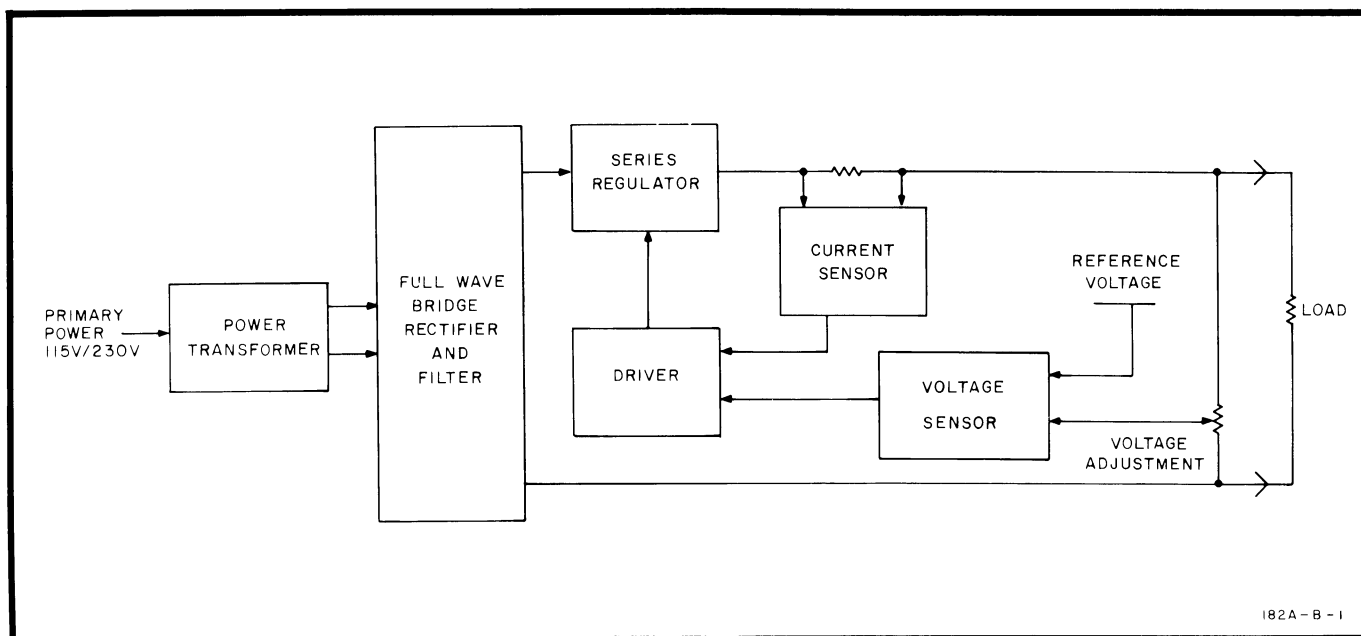 PRIMARY
POWER
115V/230V
POWER
TRANSFORMER
FULL WAVE
BRIDGE
RECTIFIER
AND
FILTER
SERIES
REGULATOR
DRIVER
CURRENT
SENSOR
VOLTAGE
SENSOR
REFERENCE
VOLTAGE
VOLTAGE
ADJUSTMENT
LOAD
182A-B-1